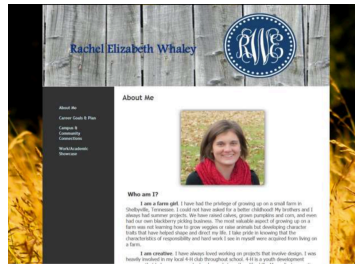 Rachel Elizabeth Whaley
RWE
About Me
About Me
Career Goals & Plan
Campus &
Community
Connections
Work/Academic
Showcase
Who am I?
I am a farm girl. I have had the privilege of growing up on a small farm in
Shelbyville, Tennessee. I could not have asked for a better childhood! My brothers and I
always had summer projects. We have raised calves, grown pumpkins and corn, and even
had our own blackberry picking business. The most valuable aspect of growing up on a
farm was not learning how to grow veggies or raise animals but developing character
traits that have helped shape and direct my life. I take pride in knowing that the
characteristics of responsibility and hard work I see in myself were acquired from living on
a farm.
I am creative. I have always loved working on projects that involve design. I was
heavily involved in my local 4-H club throughout school. 4-H is a youth development